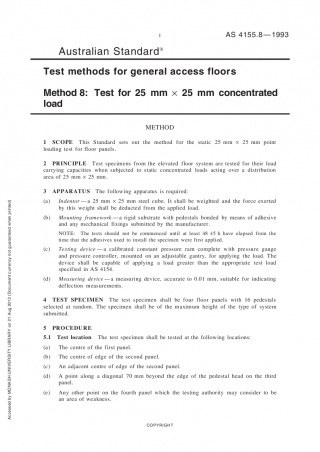 1
AS 4155.8—1993
Australian Standard®
Test methods for general access floors
Method 8: Test for 25 mm × 25 mm concentrated
load
METHOD
1 SCOPE This Standard sets out the method for the static 25 mm × 25 mm point
loading test for floor panels.
2 PRINCIPLE Test specimens from the elevated floor system are tested for their load
carrying capacities when subjected to static concentrated loads acting over a distribution
area of 25 mm × 25 mm.
3 APPARATUS The following apparatus is required:
(a) Indentor—a 25 mm × 25 mm steel cube. It shall be weighted and the force exerted
by this weight shall be deducted from the applied load.
(b) Mounting framework—a rigid substrate with pedestals bonded by means of adhesive
and any mechanical fixings submitted by the manufacturer.
NOTE: The tests should not be commenced until at least 48 ±5 h have elapsed from the
time that the adhesives used to install the specimen were first applied.
(c) Testing device—a calibrated constant pressure ram complete with pressure gauge
and pressure controller, mounted on an adjustable gantry, for applying the load. The
device shall be capable of applying a load greater than the appropriate test load
specified in AS 4154.
(d) Measuring device—a measuring device, accurate to 0.01 mm, suitable for indicating
deflection measurements.
4 TEST SPECIMEN The test specimen shall be four floor panels with 16 pedestals
selected at random. The specimen shall be of the maximum height of the type of system
submitted.
5 PROCEDURE
5.1 Test location The test specimen shall be tested at the following locations:
(a) The centre of the first panel.
(b) The centre of the edge of the second panel.
(c) An adjacent centre of the edge of the second panel.
(d) A point along a diagonal 70 mm beyond the edge of the pedestal head on the third
panel.
(e) Any other point on the fourth panel which the testing authority may consider to be
an area of weakness.
COPYRIGHT
Accessed by MONASH UNIVERSITY LIBRARY on 21 Aug 2013 (Document currency not guaranteed when printed)